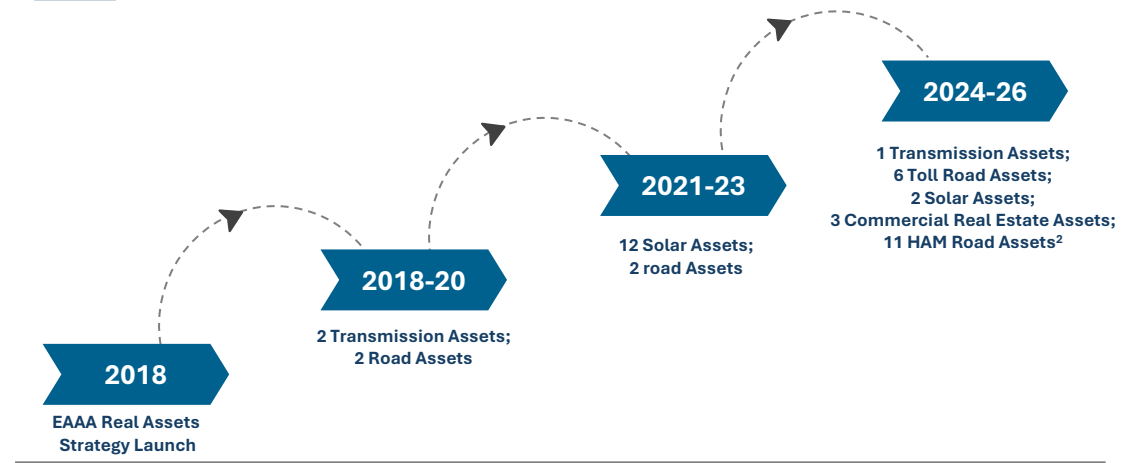 2018
EAAA Real Assets
Strategy Launch
2018-20
2 Transmission Assets;
2 Road Assets
2021-23
12 Solar Assets;
2 road Assets
2024-26
1 Transmission Assets;
6 Toll Road Assets;
2 Solar Assets;
3 Commercial Real Estate Assets;
11 HAM Road Assets²